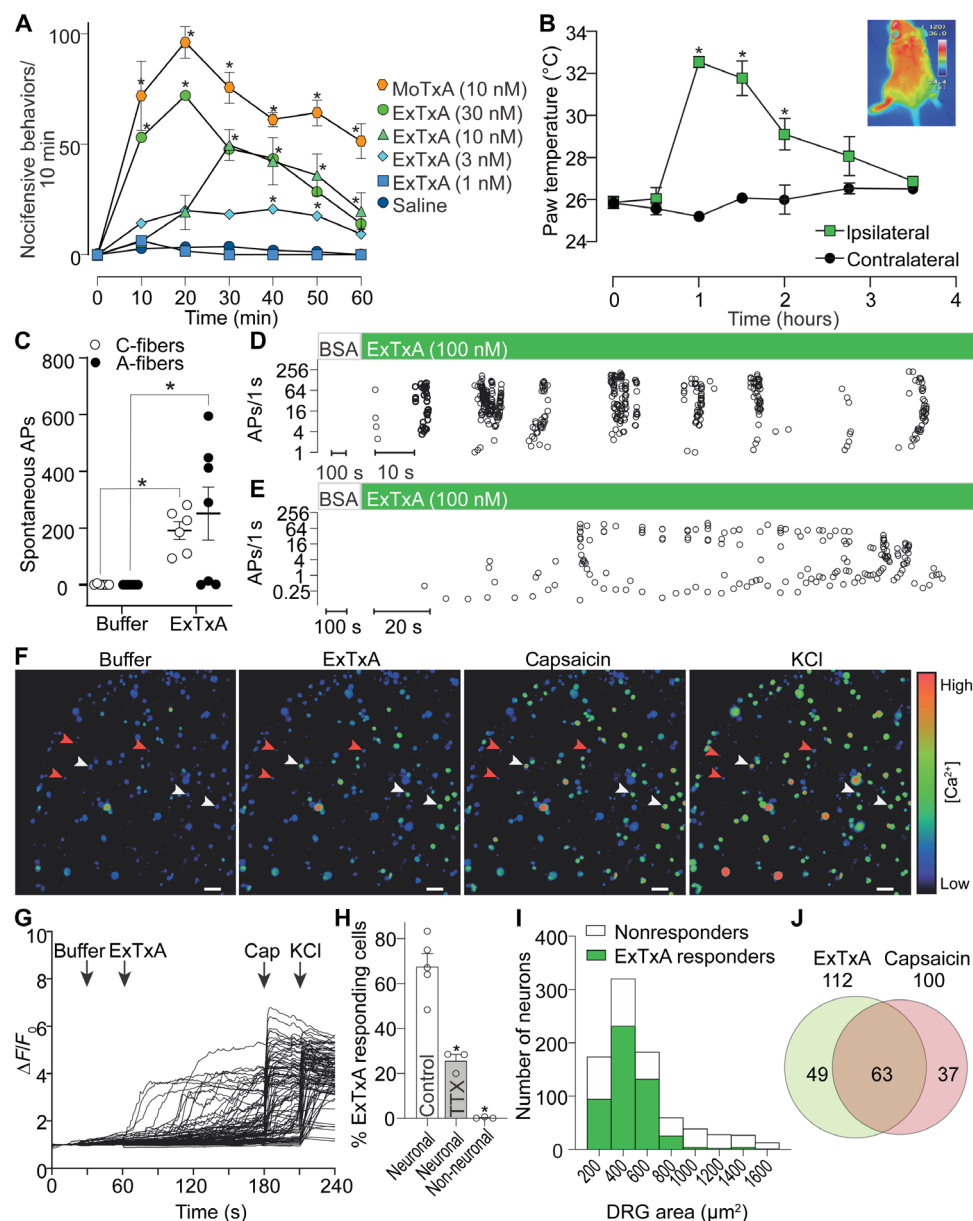 A
Nocifensive behaviors/
10 min
100
50
0
0 10 20 30 40 50 60
Time (min)
MoTxA (10 nM)
ExTxA (30 nM)
ExTxA (10 nM)
ExTxA (3 nM)
ExTxA (1 nM)
Saline
* * * * * *
* * * * *
* * *
B
Paw temperature (°C)
36
32
28
26
24
0 1 2 3 4
Time (hours)
* * *
Ipsilateral
Contralateral
(120)
36.0
C
C-fibers
A-fibers
Spontaneous APs
800
600
400
200
0
* *
Buffer ExTxA
D
BSA ExTxA (100 nM)
APs/1s
256
64
16
4
1
100 s 10 s
E
BSA ExTxA (100 nM)
APs/1s
256
64
16
4
1
0.25
100 s 20 s
F
Buffer ExTxA Capsaicin KCl
High
[Ca²⁺]
Low
G
ΔF/F₀
10
8
6
4
2
0
Buffer ExTxA Cap KCl
0 60 120 180 240
Time (s)
H
% ExTxA responding cells
80
60
40
20
0
Control
TTX
* *
Neuronal
Neuronal
Non-neuronal
I
Nonresponders
ExTxA responders
Number of neurons
400
300
200
100
0
200 400 600 800 1000 1200 1400 1600
DRG area (µm²)
J
ExTxA Capsaicin
112 100
49 63 37